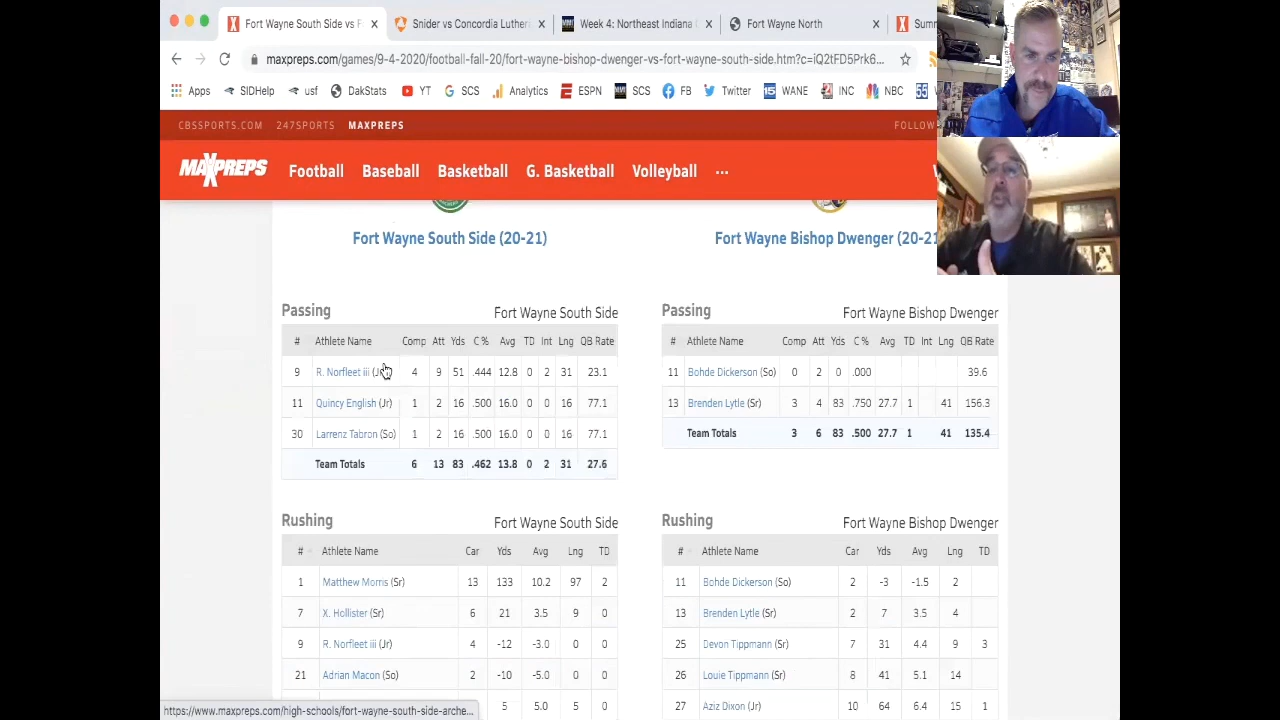 Fort Wayne South Side vs F
Snider vs Concordia Luther
Week 4: Northeast Indiana
Fort Wayne North
Sum
maxpreps.com/games/9-4-2020/football-fall-20/fort-wayne-bishop-dwenger-vs-fort-wayne-south-side.htm?c=iQ2tFD5Prk6...
Apps SIDHelp usf DakStats YT SCS Analytics ESPN SCS FB Twitter 15 WANE INC NBC 55
CBSSPORTS.COM 247SPORTS MAXPREPS FOLLOW
MAXPREPS Football Baseball Basketball G. Basketball Volleyball ...
Fort Wayne South Side (20-21)
Fort Wayne Bishop Dwenger (20-21
Passing Fort Wayne South Side
# Athlete Name Comp Att Yds C % Avg TD Int Lng QB Rate
9 R. Norfleet iii (Jr) 4 9 51 .444 12.8 0 2 31 23.1
11 Quincy English (Jr) 1 2 16 .500 16.0 0 0 16 77.1
30 Larrenz Tabron (So) 1 2 16 .500 16.0 0 0 16 77.1
Team Totals 6 13 83 .462 13.8 0 2 31 27.6
Passing Fort Wayne Bishop Dwenger
# Athlete Name Comp Att Yds C % Avg TD Int Lng QB Rate
11 Bohde Dickerson (So) 0 2 0 .000 39.6
13 Brenden Lytle (Sr) 3 4 83 .750 27.7 1 41 156.3
Team Totals 3 6 83 .500 27.7 1 41 135.4
Rushing Fort Wayne South Side
# Athlete Name Car Yds Avg Lng TD
1 Matthew Morris (Sr) 13 133 10.2 97 2
7 X. Hollister (Sr) 6 21 3.5 9 0
9 R. Norfleet iii (Jr) 4 -12 -3.0 0 0
21 Adrian Macon (So) 2 -10 -5.0 0 0
5 5.0 5 0
Rushing Fort Wayne Bishop Dwenger
# Athlete Name Car Yds Avg Lng TD
11 Bohde Dickerson (So) 2 -3 -1.5 2
13 Brenden Lytle (Sr) 2 7 3.5 4
25 Devon Tippmann (Sr) 7 31 4.4 9 3
26 Louie Tippmann (Sr) 8 41 5.1 14
27 Aziz Dixon (Jr) 10 64 6.4 15 1
https://www.maxpreps.com/high-schools/fort-wayne-south-side-arche...